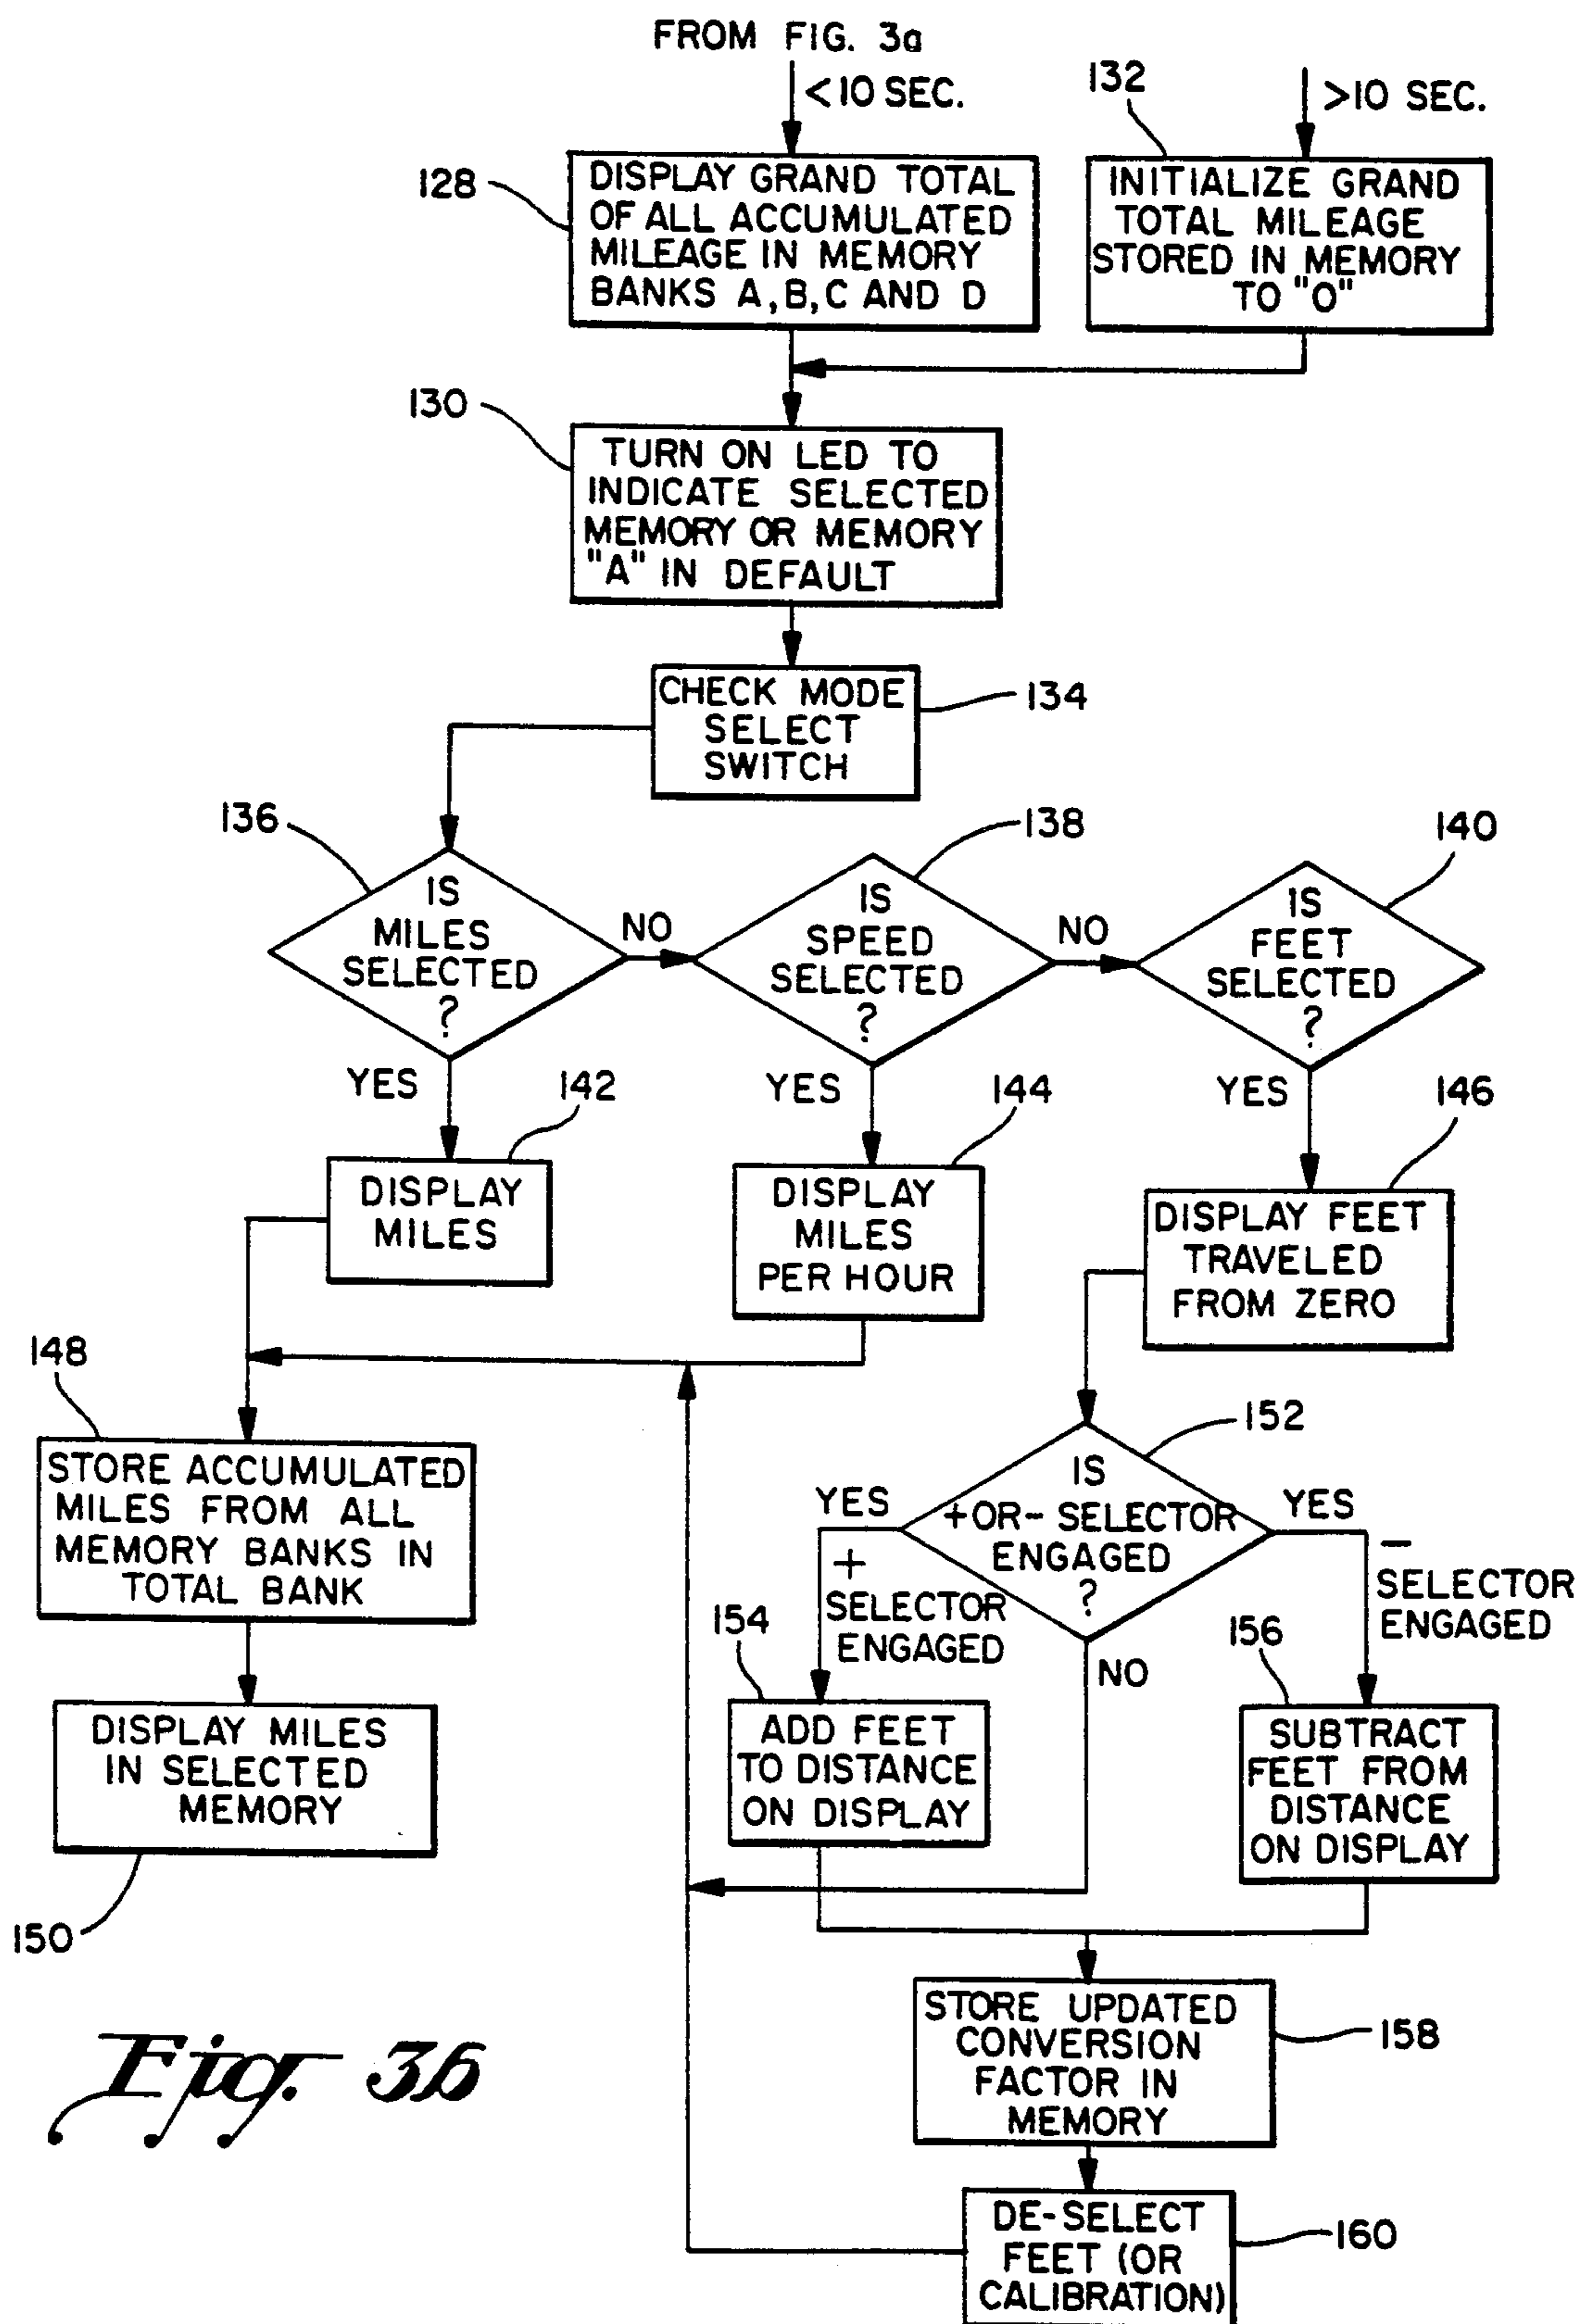 FROM FIG. 3a
<10 SEC.
132
>10 SEC.
128
DISPLAY GRAND TOTAL
OF ALL ACCUMULATED
MILEAGE IN MEMORY
BANKS A, B, C AND D
INITIALIZE GRAND
TOTAL MILEAGE
STORED IN MEMORY
TO "0"
130
TURN ON LED TO
INDICATE SELECTED
MEMORY OR MEMORY
"A" IN DEFAULT
CHECK MODE
SELECT
SWITCH
134
136
IS
MILES
SELECTED
?
NO
138
IS
SPEED
SELECTED
?
NO
140
IS
FEET
SELECTED
?
YES
142
YES
144
YES
146
DISPLAY
MILES
DISPLAY
MILES
PER HOUR
DISPLAY FEET
TRAVELED
FROM ZERO
148
STORE ACCUMULATED
MILES FROM ALL
MEMORY BANKS IN
TOTAL BANK
152
IS
+ OR - SELECTOR
ENGAGED
?
YES
+
SELECTOR
ENGAGED
YES
-
SELECTOR
ENGAGED
NO
154
156
DISPLAY MILES
IN SELECTED
MEMORY
150
ADD FEET
TO DISTANCE
ON DISPLAY
SUBTRACT
FEET FROM
DISTANCE
ON DISPLAY
STORE UPDATED
CONVERSION
FACTOR IN
MEMORY
158
DE-SELECT
FEET (OR
CALIBRATION)
160
Fig. 3b